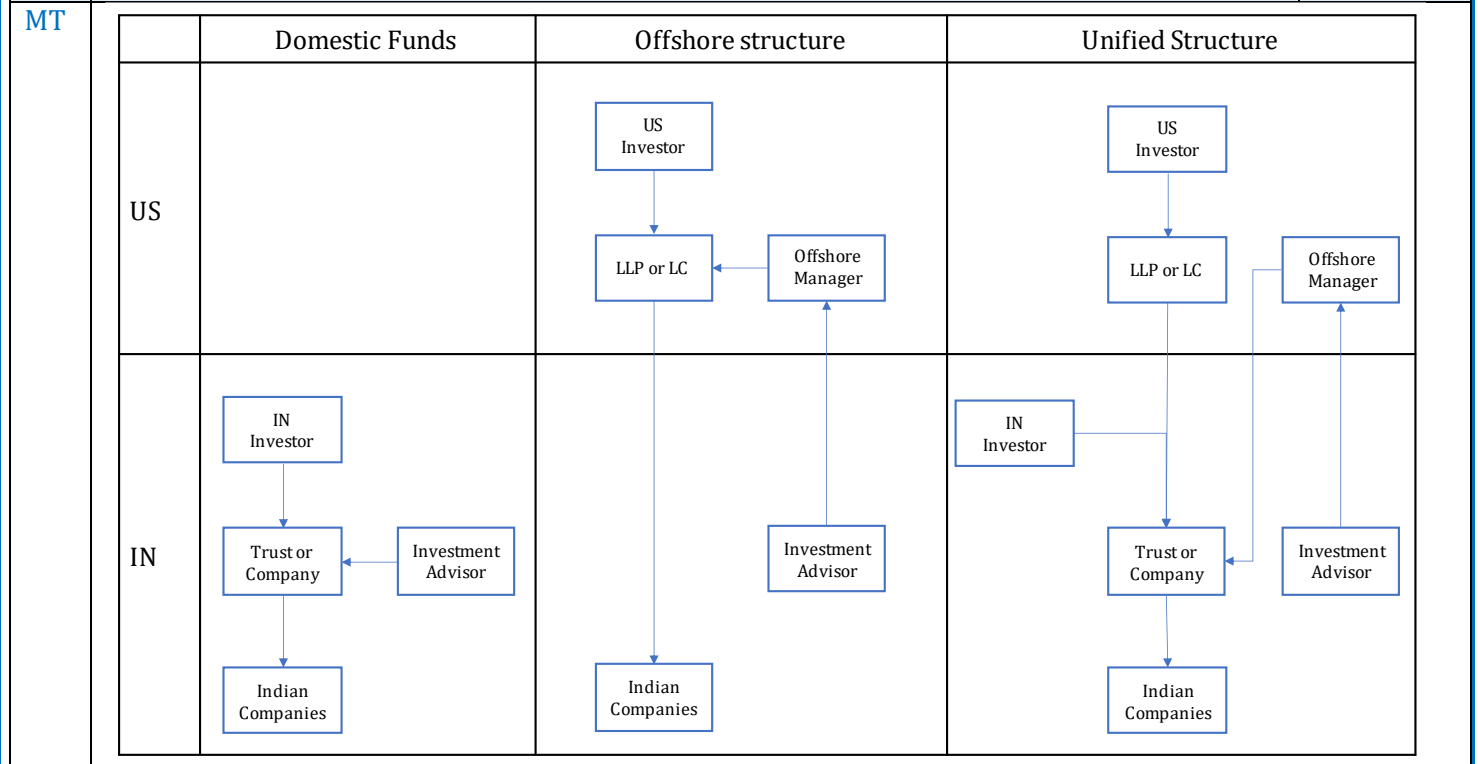 MT
Domestic Funds
Offshore structure
Unified Structure
US
US
Investor
LLP or LC
Offshore
Manager
US
Investor
LLP or LC
Offshore
Manager
IN
IN
Investor
Trust or
Company
Investment
Advisor
Indian
Companies
Investment
Advisor
Indian
Companies
IN
Investor
Trust or
Company
Investment
Advisor
Indian
Companies